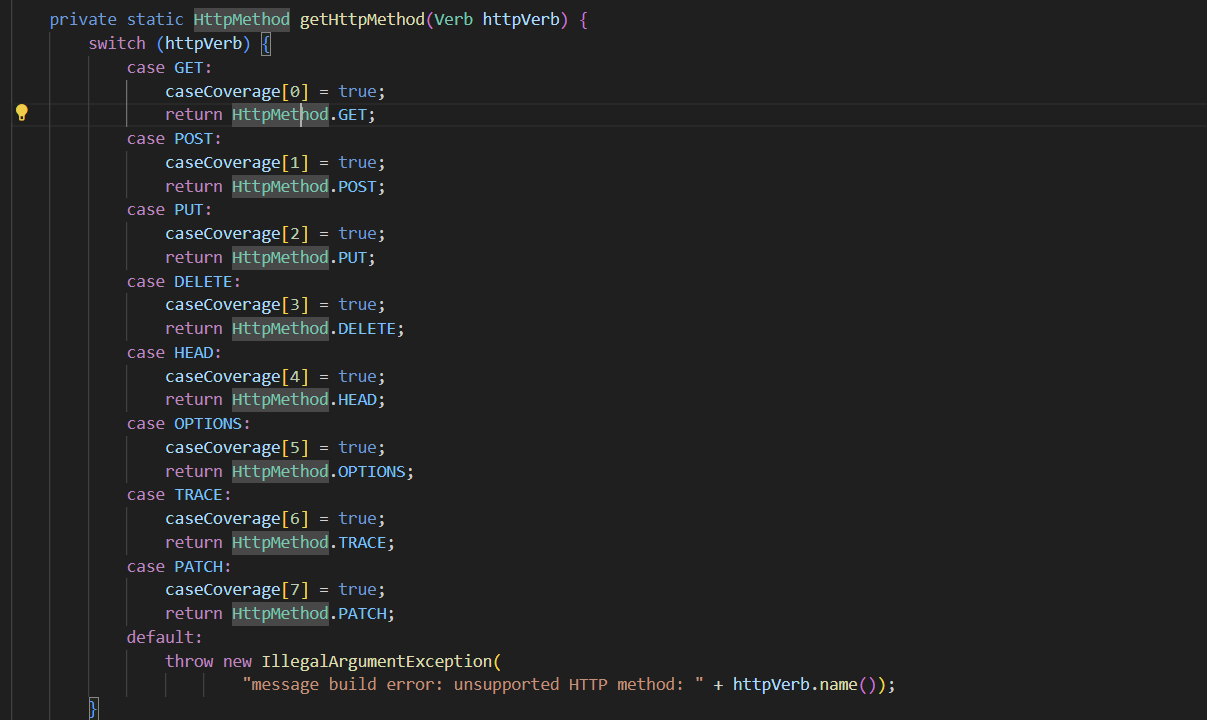 private static HttpMethod getHttpMethod(Verb httpVerb) {
switch (httpVerb) {
case GET:
caseCoverage[0] = true;
return HttpMethod.GET;
case POST:
caseCoverage[1] = true;
return HttpMethod.POST;
case PUT:
caseCoverage[2] = true;
return HttpMethod.PUT;
case DELETE:
caseCoverage[3] = true;
return HttpMethod.DELETE;
case HEAD:
caseCoverage[4] = true;
return HttpMethod.HEAD;
case OPTIONS:
caseCoverage[5] = true;
return HttpMethod.OPTIONS;
case TRACE:
caseCoverage[6] = true;
return HttpMethod.TRACE;
case PATCH:
caseCoverage[7] = true;
return HttpMethod.PATCH;
default:
throw new IllegalArgumentException(
"message build error: unsupported HTTP method: " + httpVerb.name());
}